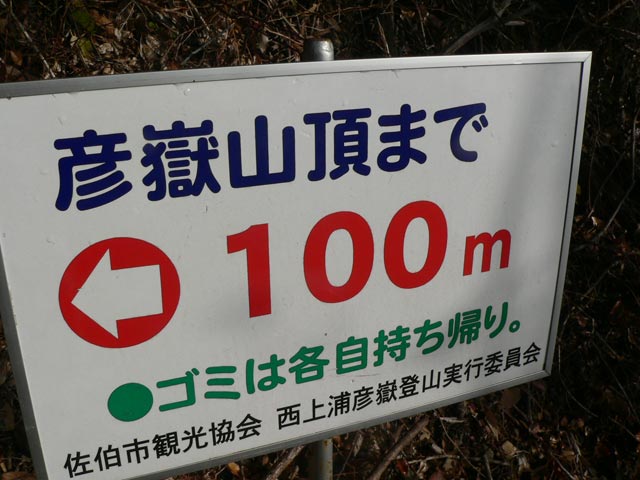 彦嶽山頂まで
100m
●ゴミは各自持ち帰り。
佐伯市観光協会 西上浦彦嶽登山実行委員会